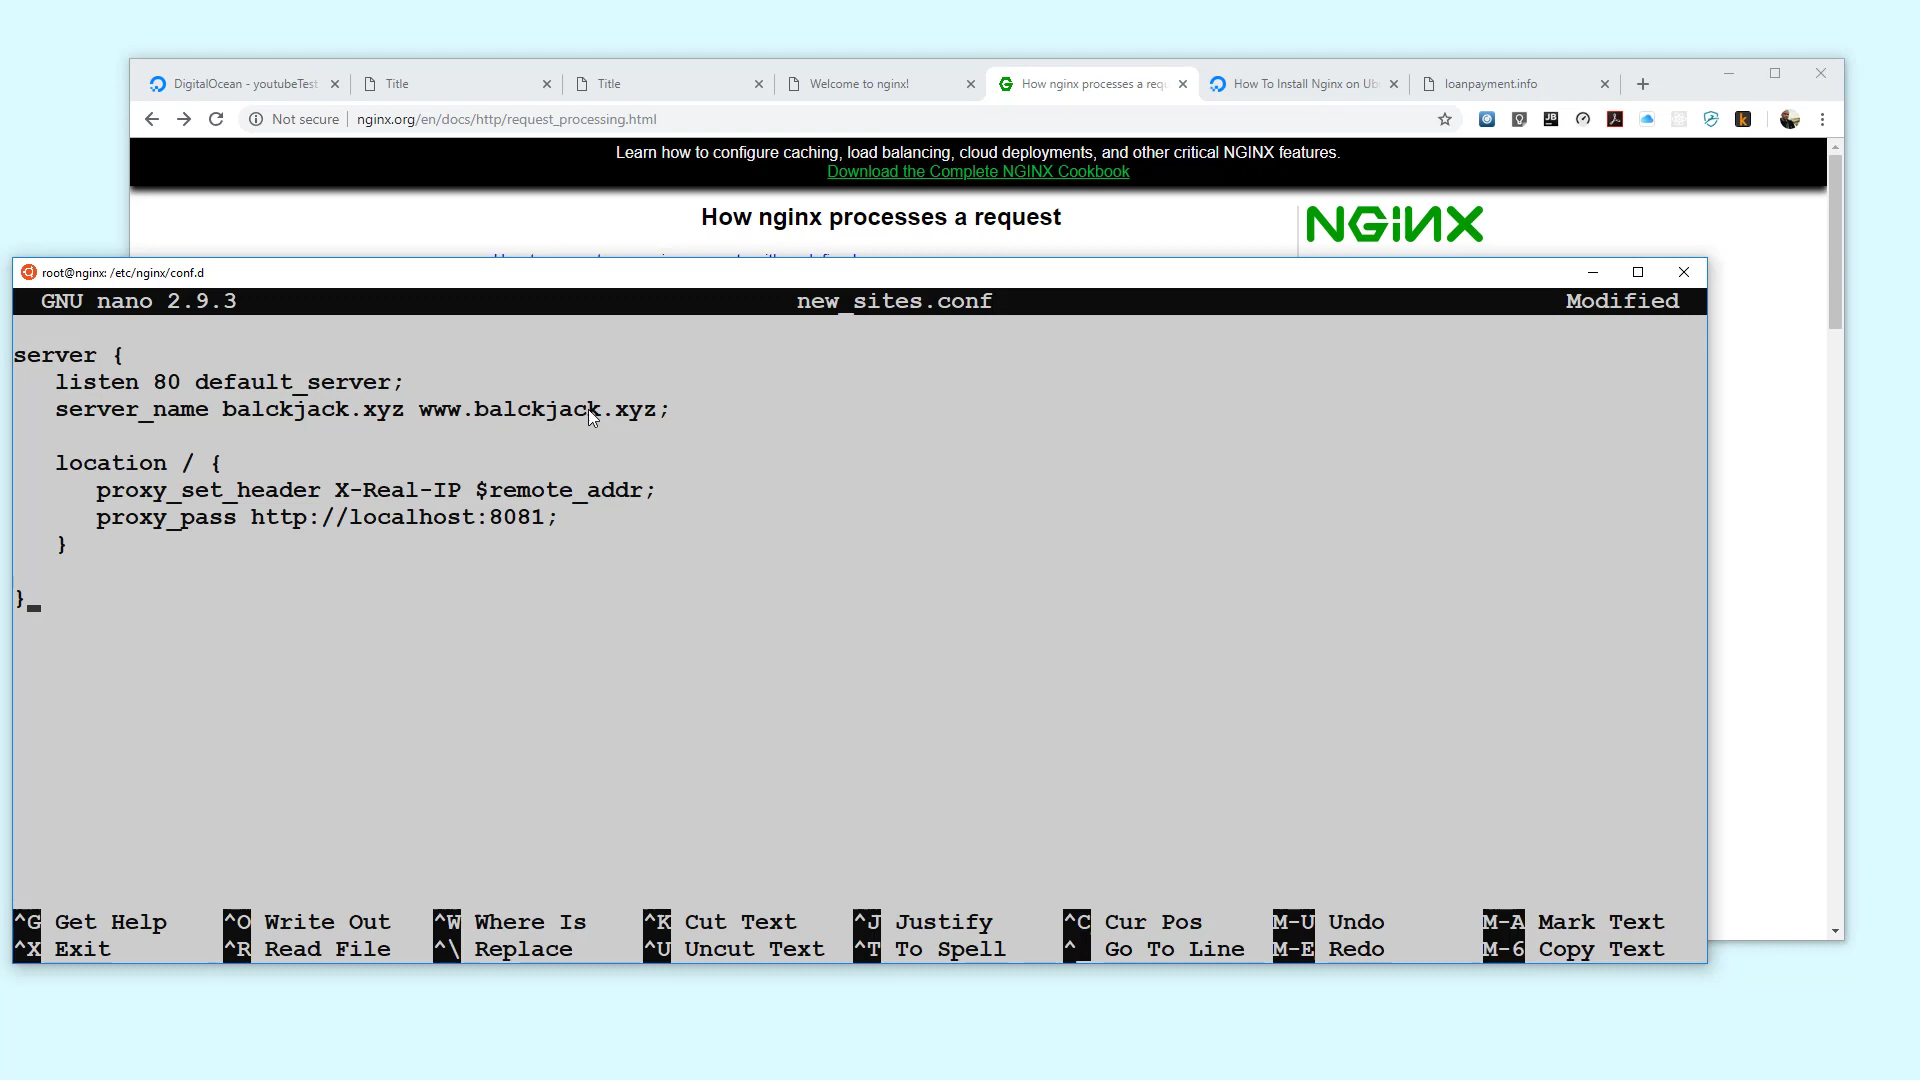 DigitalOcean - youtubeTest
Title
Title
Welcome to nginx!
How nginx processes a requ
How To Install Nginx on Ubu
loanpayment.info
Not secure
nginx.org/en/docs/http/request_processing.html
Learn how to configure caching, load balancing, cloud deployments, and other critical NGINX features.
Download the Complete NGINX Cookbook
How nginx processes a request
NGINX
root@nginx: /etc/nginx/conf.d
GNU nano 2.9.3 new_sites.conf Modified
server {
listen 80 default_server;
server_name balckjack.xyz www.balckjack.xyz;
location / {
proxy_set_header X-Real-IP $remote_addr;
proxy_pass http://localhost:8081;
}
}
^G Get Help ^O Write Out ^W Where Is ^K Cut Text ^J Justify ^C Cur Pos M-U Undo M-A Mark Text
^X Exit ^R Read File ^\ Replace ^U Uncut Text ^T To Spell ^_ Go To Line M-E Redo M-6 Copy Text